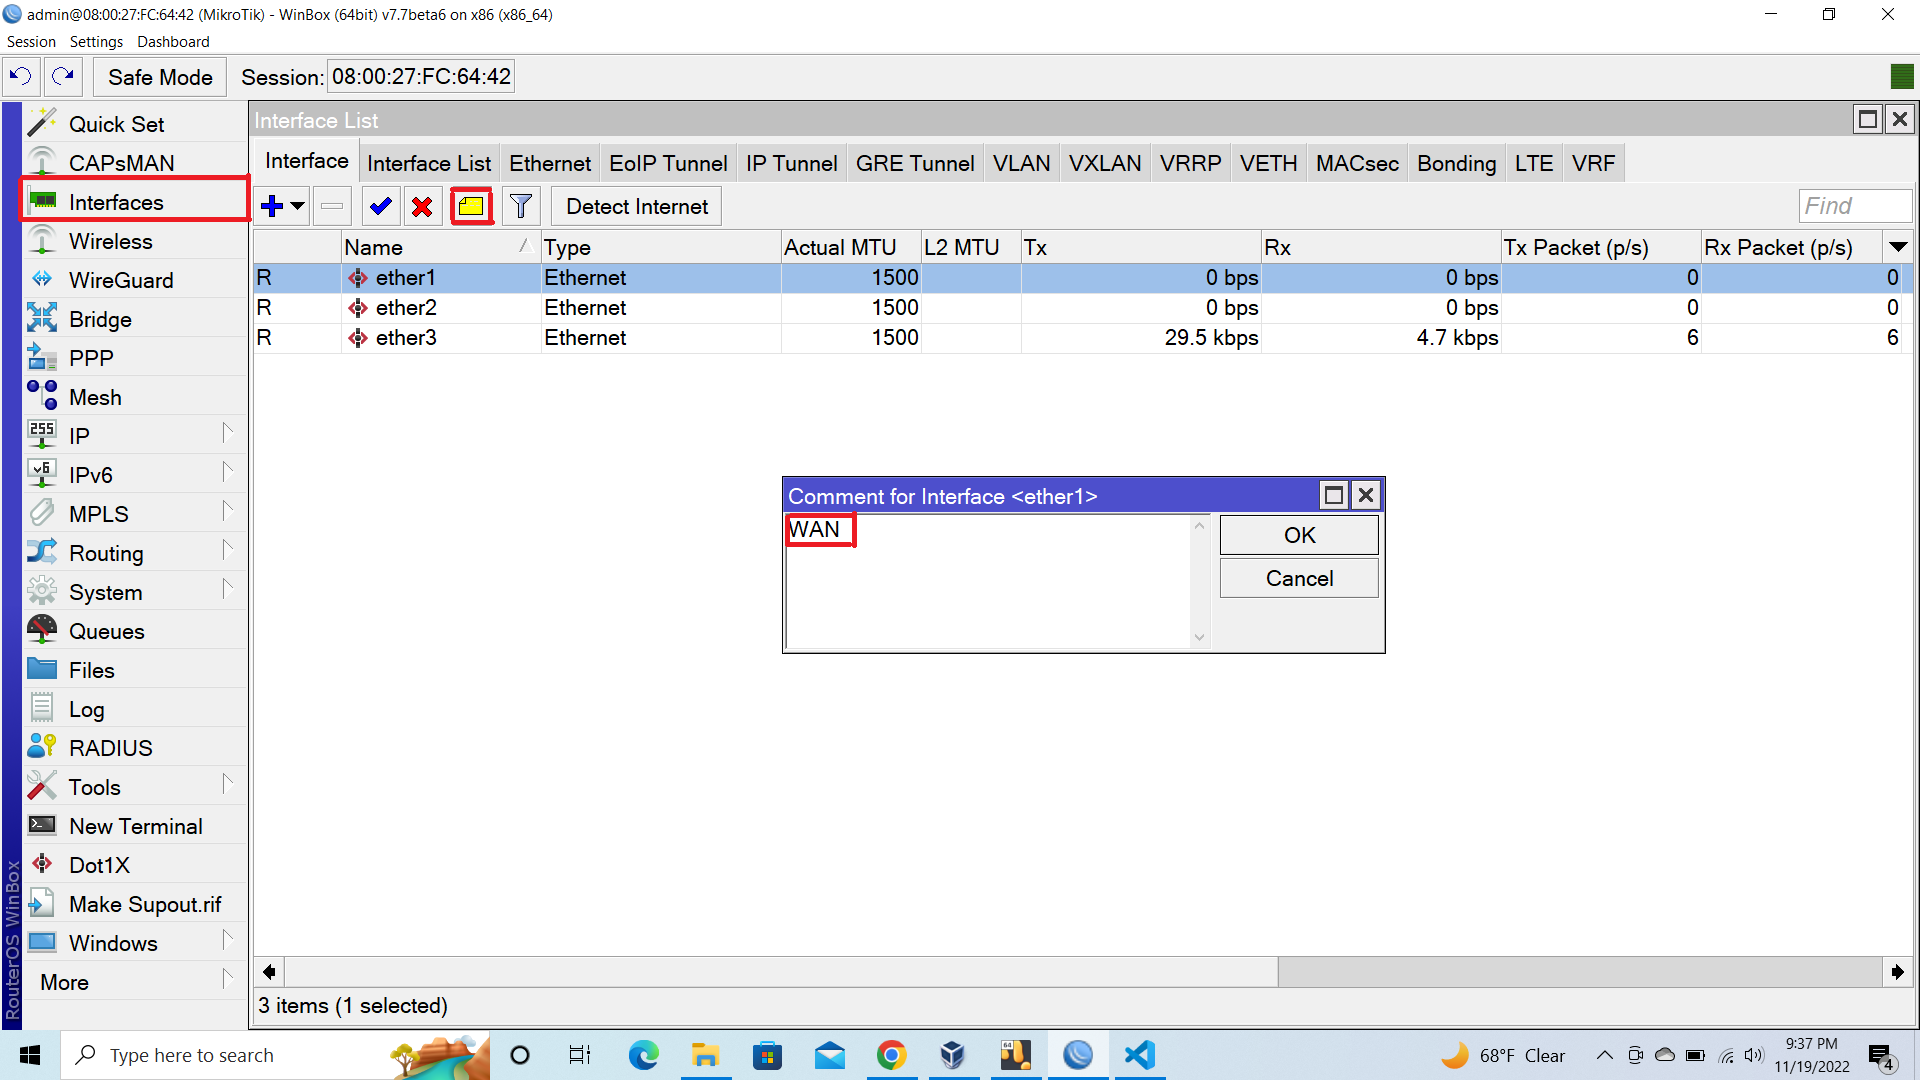 admin@08:00:27:FC:64:42 (MikroTik) - WinBox (64bit) v7.7beta6 on x86 (x86_64)
Session Settings Dashboard
Safe Mode Session: 08:00:27:FC:64:42
Interface List
Interface Interface List Ethernet EoIP Tunnel IP Tunnel GRE Tunnel VLAN VXLAN VRRP VETH MACsec Bonding LTE VRF
Detect Internet Find
Name Type Actual MTU L2 MTU Tx Rx Tx Packet (p/s) Rx Packet (p/s)
R ether1 Ethernet 1500 0 bps 0 bps 0 0
R ether2 Ethernet 1500 0 bps 0 bps 0 0
R ether3 Ethernet 1500 29.5 kbps 4.7 kbps 6 6
Quick Set
CAPsMAN
Interfaces
Wireless
WireGuard
Bridge
PPP
Mesh
255 IP
v6 IPv6
MPLS
Routing
System
Queues
Files
Log
RADIUS
Tools
New Terminal
Dot1X
Make Supout.rif
Windows
More
RouterOS WinBox
Comment for Interface <ether1>
WAN
OK
Cancel
3 items (1 selected)
Type here to search
64
68°F Clear
9:37 PM
11/19/2022
4